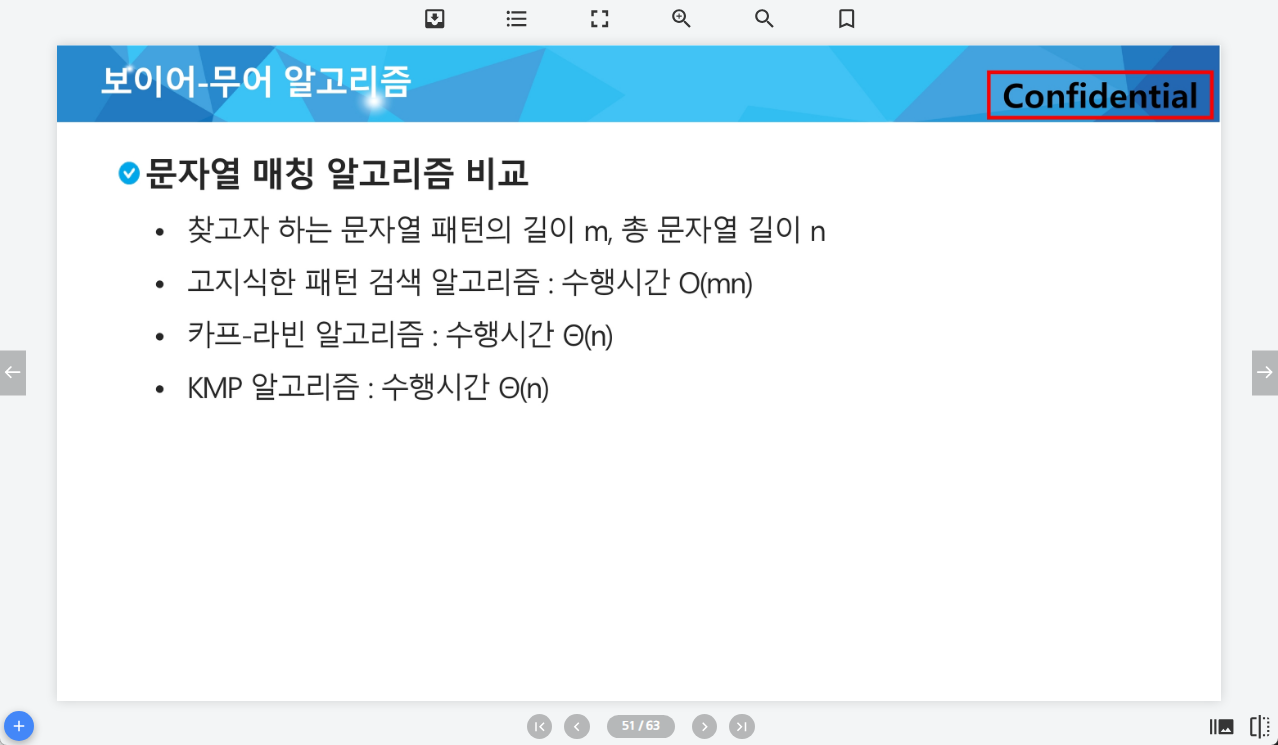 보이어-무어 알고리즘
Confidential
문자열 매칭 알고리즘 비교
• 찾고자 하는 문자열 패턴의 길이 m, 총 문자열 길이 n
• 고지식한 패턴 검색 알고리즘 : 수행시간 O(mn)
• 카프-라빈 알고리즘 : 수행시간 Θ(n)
• KMP 알고리즘 : 수행시간 Θ(n)
51 / 63